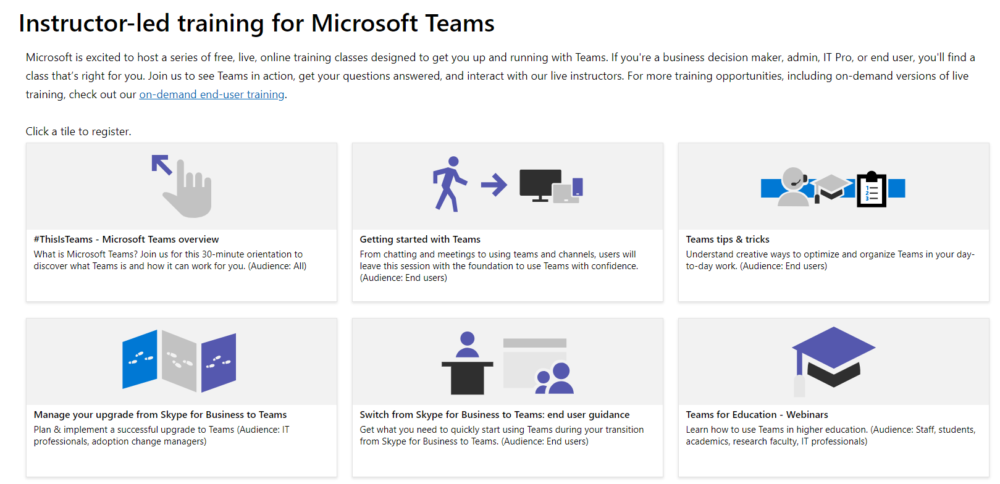 Instructor-led training for Microsoft Teams
Microsoft is excited to host a series of free, live, online training classes designed to get you up and running with Teams. If you're a business decision maker, admin, IT Pro, or end user, you'll find a
class that’s right for you. Join us to see Teams in action, get your questions answered, and interact with our live instructors. For more training opportunities, including on-demand versions of live
training, check out our on-demand end-user training.
Click a tile to register.
1
2
3
#ThisIsTeams - Microsoft Teams overview
What is Microsoft Teams? Join us for this 30-minute orientation to
discover what Teams is and how it can work for you. (Audience: All)
Getting started with Teams
From chatting and meetings to using teams and channels, users will
leave this session with the foundation to use Teams with confidence.
(Audience: End users)
Teams tips & tricks
Understand creative ways to optimize and organize Teams in your day-
to-day work. (Audience: End users)
Manage your upgrade from Skype for Business to Teams
Plan & implement a successful upgrade to Teams (Audience: IT
professionals, adoption change managers)
Switch from Skype for Business to Teams: end user guidance
Get what you need to quickly start using Teams during your transition
from Skype for Business to Teams. (Audience: End users)
Teams for Education - Webinars
Learn how to use Teams in higher education. (Audience: Staff, students,
academics, research faculty, IT professionals)